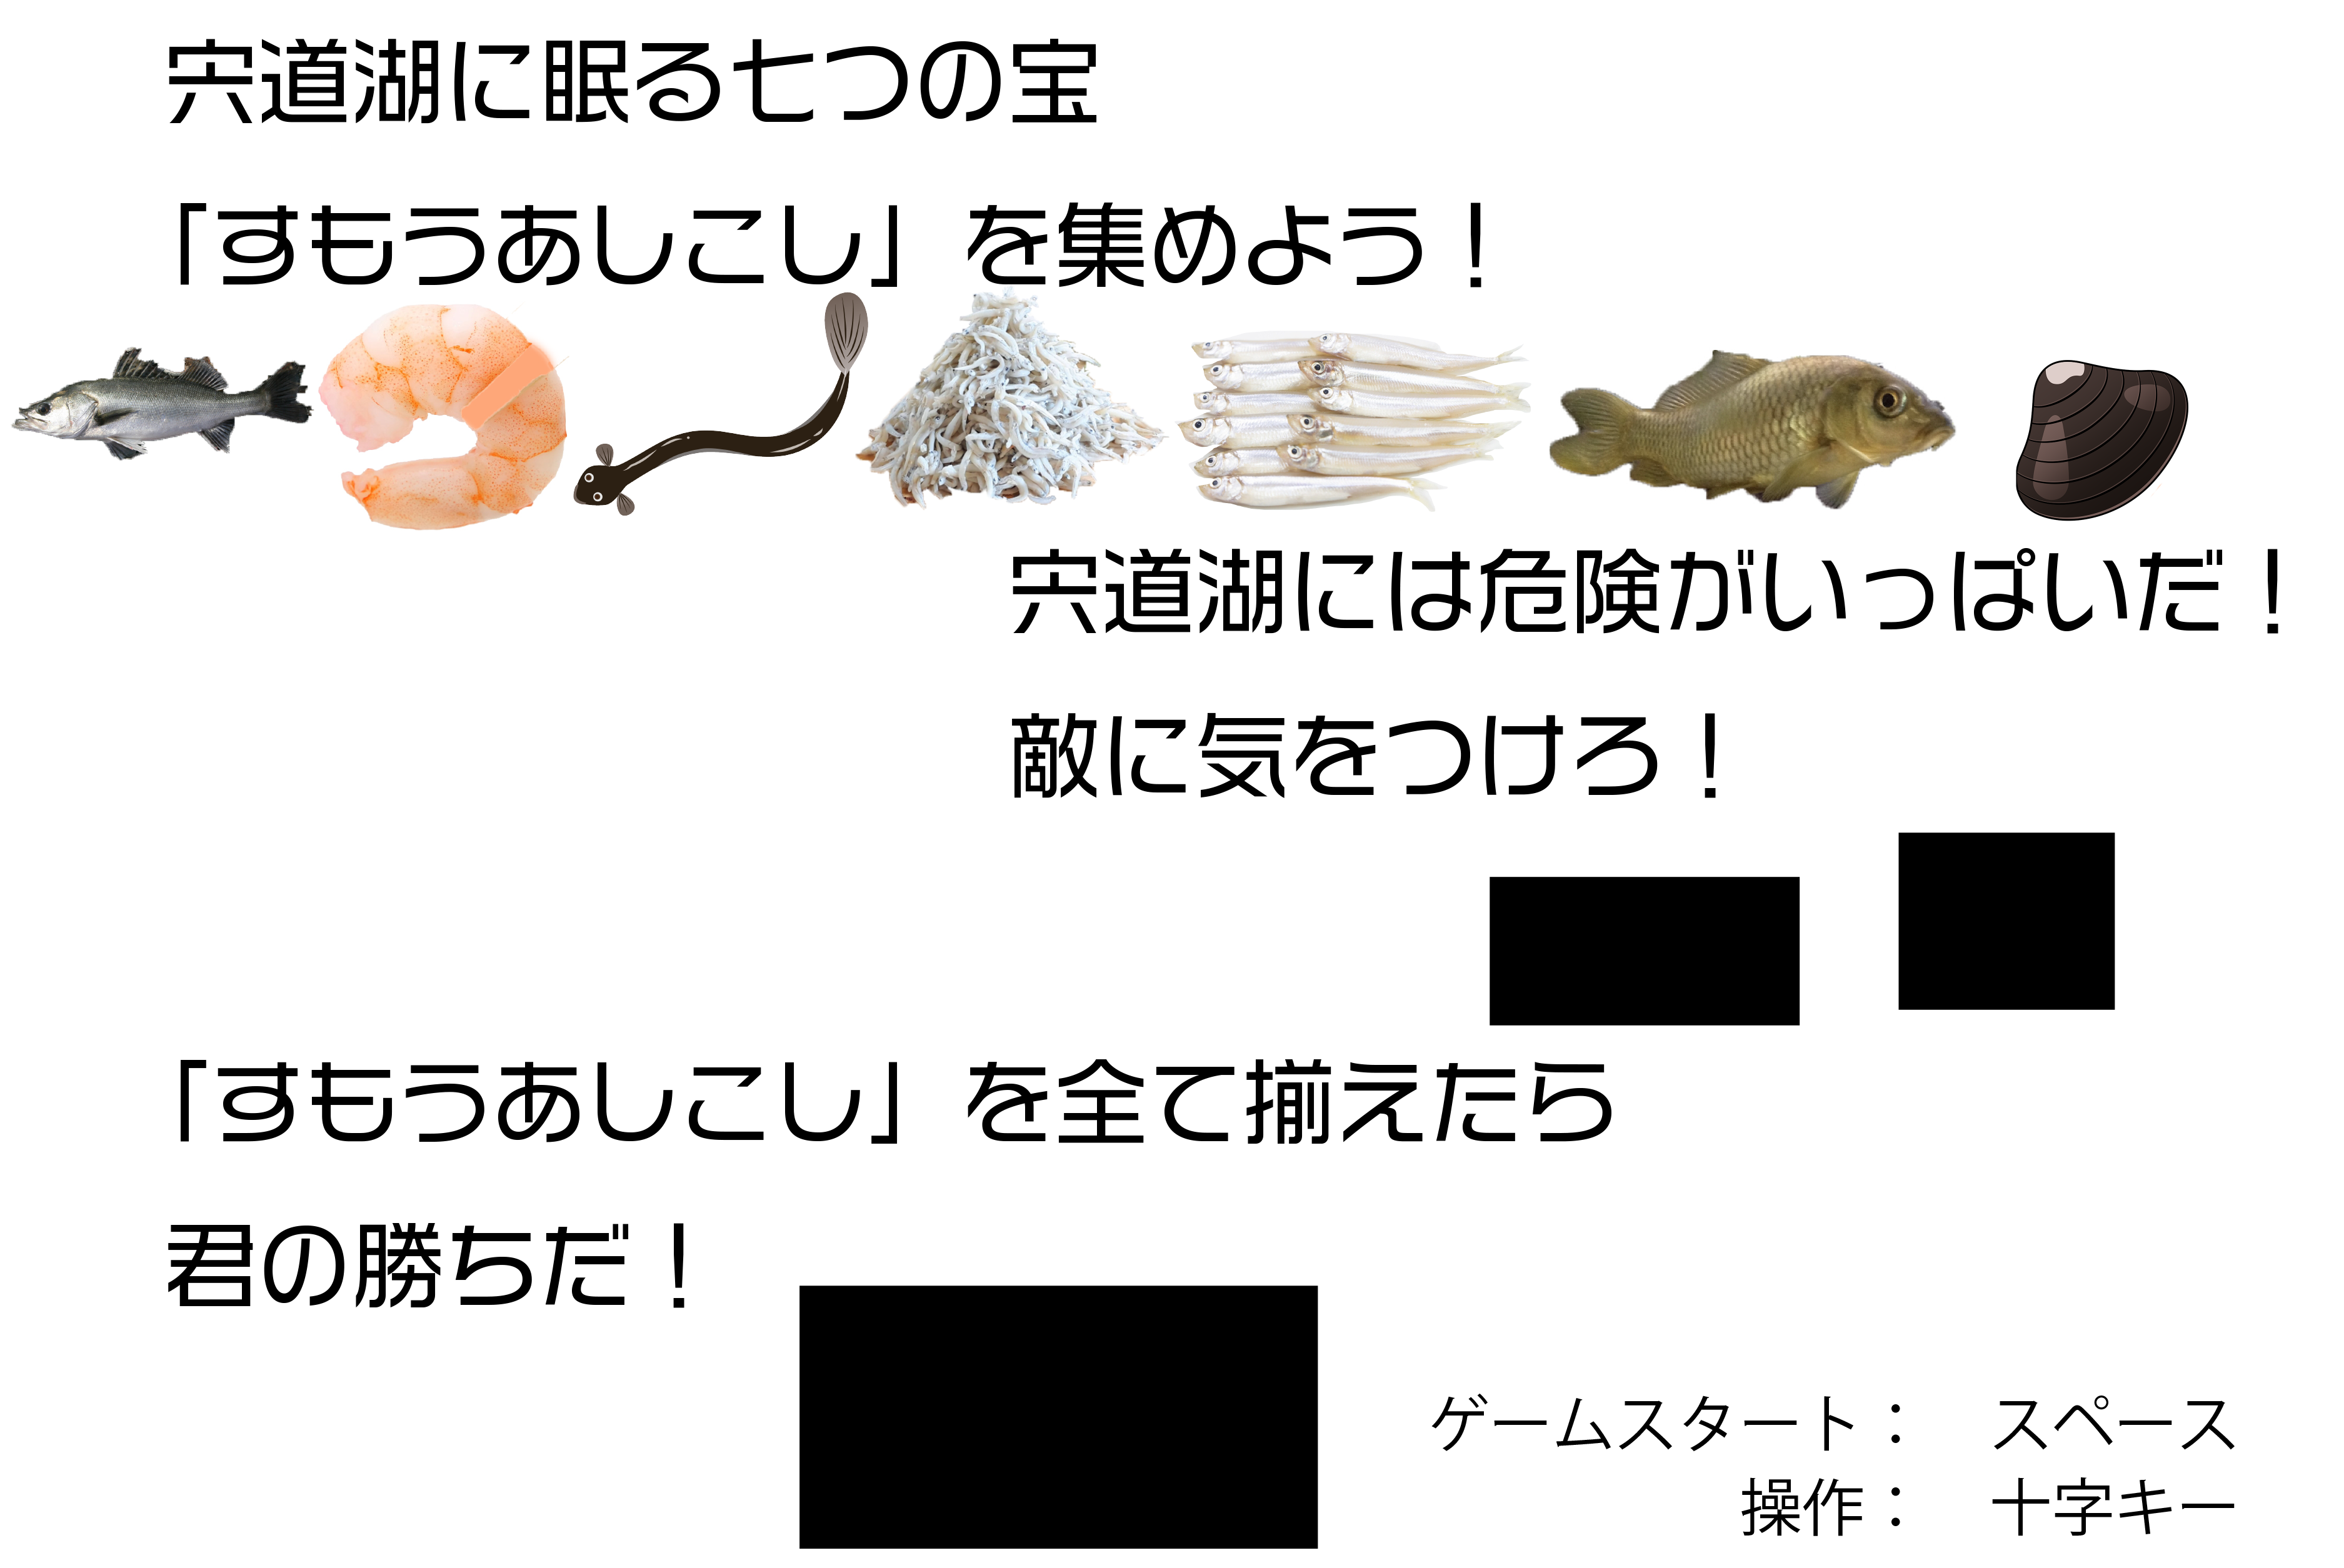 宍道湖に眠る七つの宝
「すもうあしこし」を集めよう！
宍道湖には危険がいっぱいだ！
敵に気をつけろ！
「すもうあしこし」を全て揃えたら
君の勝ちだ！
ゲームスタート：　スペース
操作：　十字キー